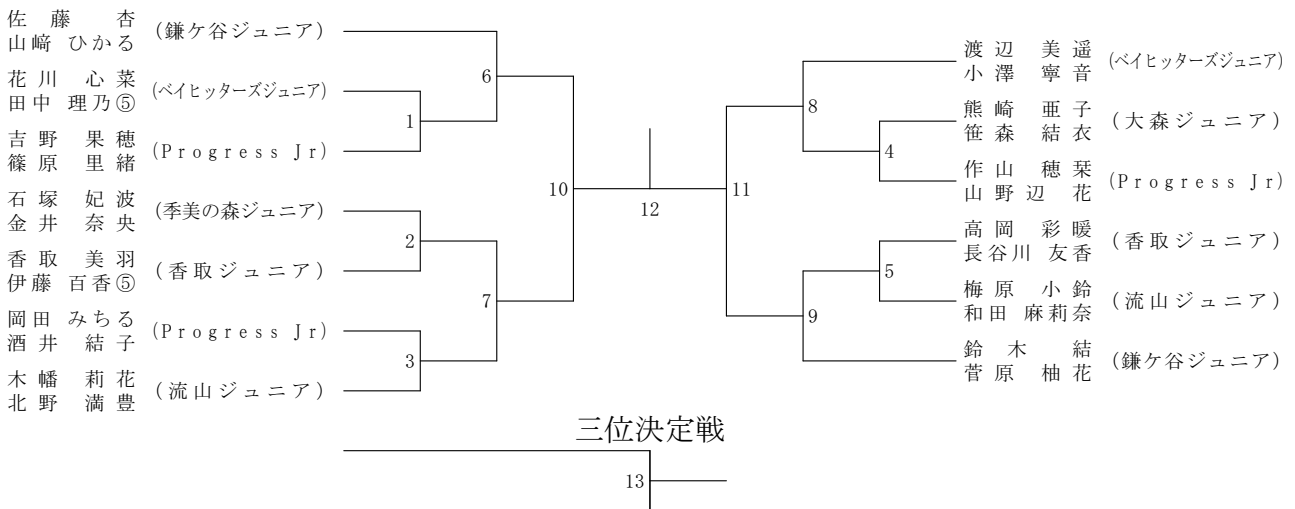 佐藤 杏
山﨑 ひかる
(鎌ケ谷ジュニア)
花川 心菜
田中 理乃⑤
(ベイヒッターズジュニア)
吉野 果穂
篠原 里緒
(Progress Jr)
石塚 妃波
金井 奈央
(季美の森ジュニア)
香取 美羽
伊藤 百香⑤
(香取ジュニア)
岡田 みちる
酒井 結子
(Progress Jr)
木幡 莉花
北野 満豊
(流山ジュニア)
1
2
3
6
7
10
12
11
8
4
5
9
渡辺 美遥
小澤 寧音
(ベイヒッターズジュニア)
熊崎 亜子
笹森 結衣
(大森ジュニア)
作山 穂栞
山野辺 花
(Progress Jr)
高岡 彩暖
長谷川 友香
(香取ジュニア)
梅原 小鈴
和田 麻莉奈
(流山ジュニア)
鈴木 結
菅原 柚花
(鎌ケ谷ジュニア)
三位決定戦
13